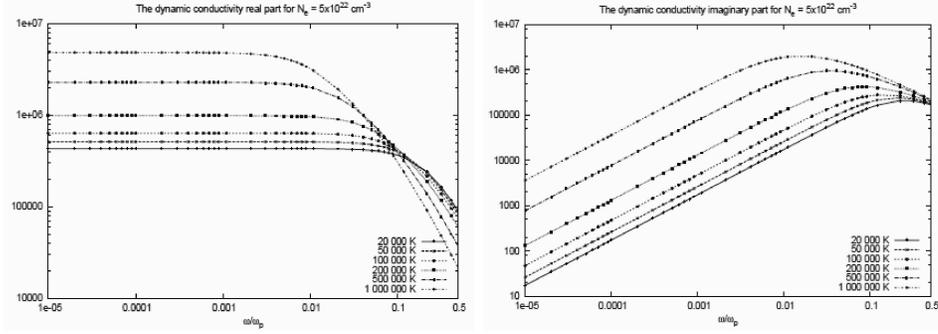 The dynamic conductivity real part for Nₑ = 5x10²² cm⁻³
1e+07
1e+06
100000
10000
1e-05
0.0001
0.001
0.01
0.1
0.5
ω/ωₚ
20 000 K
50 000 K
100 000 K
200 000 K
500 000 K
1 000 000 K
The dynamic conductivity imaginary part for Nₑ = 5x10²² cm⁻³
1e+07
1e+06
100000
10000
1000
100
10
1e-05
0.0001
0.001
0.01
0.1
0.5
ω/ωₚ
20 000 K
50 000 K
100 000 K
200 000 K
500 000 K
1 000 000 K